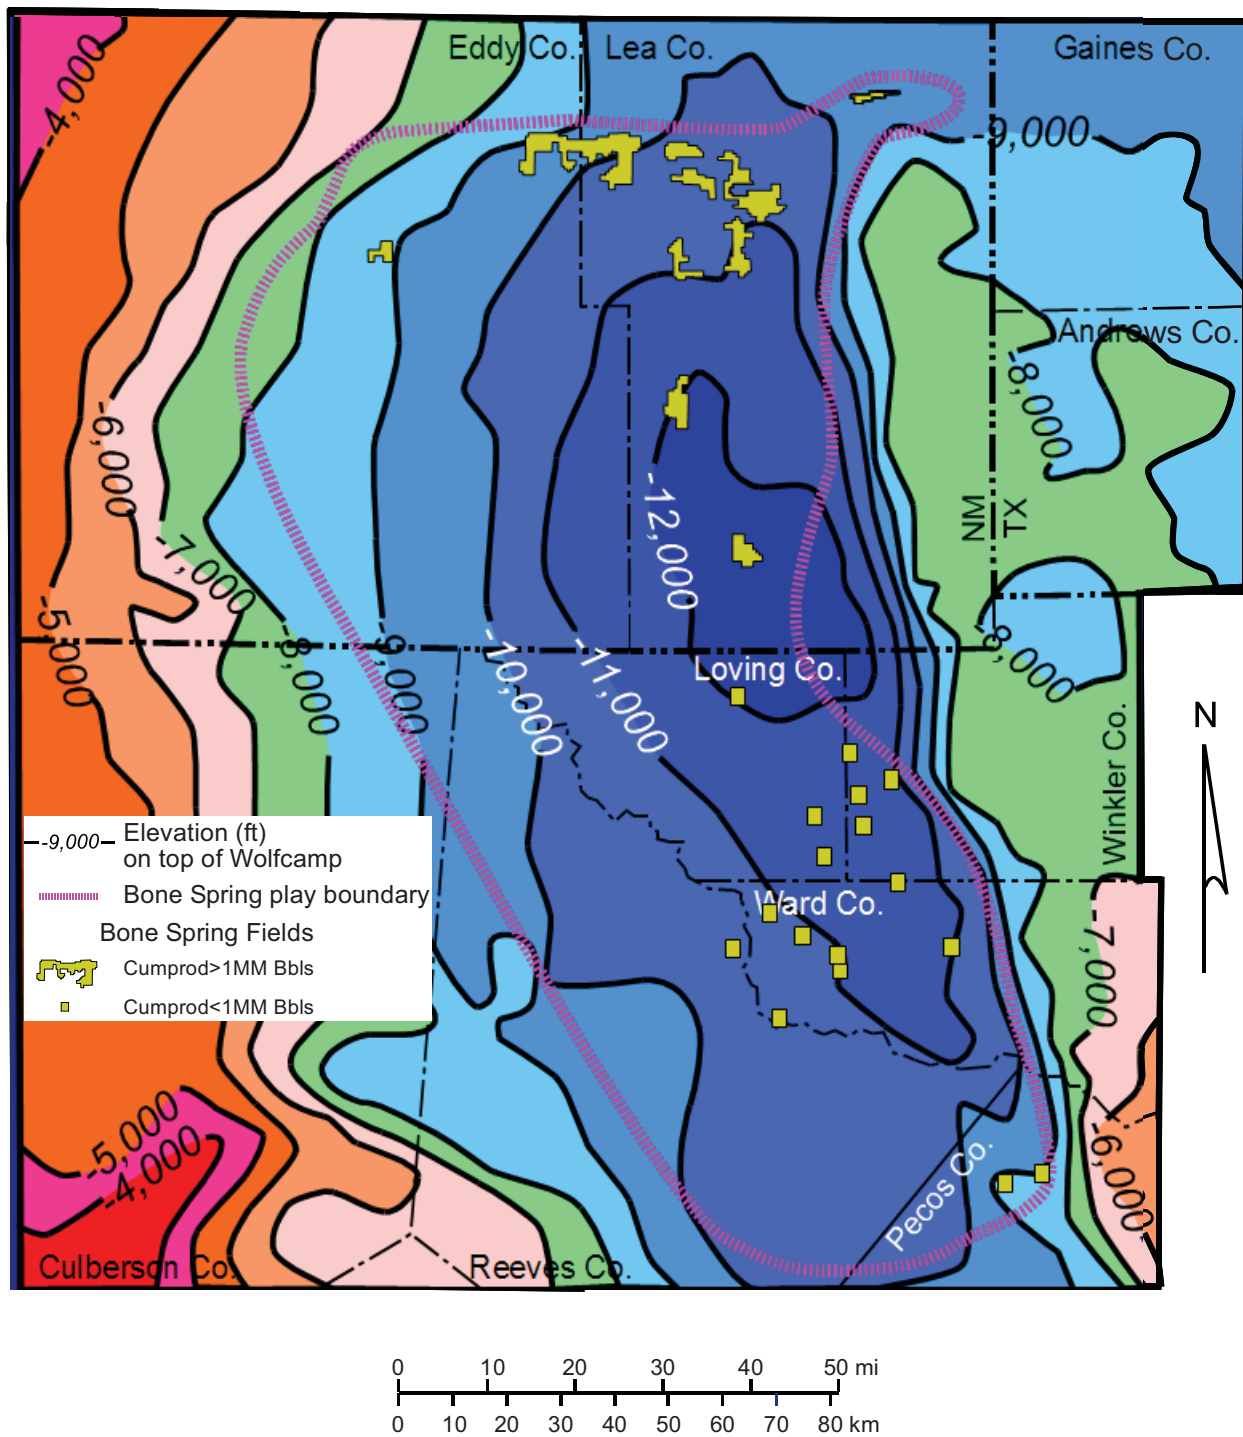 Eddy Co.
Lea Co.
Gaines Co.
-4,000
-9,000
Andrews Co.
-8,000
-6,000
-12,000
NM
TX
-7,000
-5,000
-8,000
-9,000
-10,000
-11,000
Loving Co.
-8,000
N
Winkler Co.
-9,000
Elevation (ft)
on top of Wolfcamp
Bone Spring play boundary
Bone Spring Fields
Cumprod>1MM Bbls
Cumprod<1MM Bbls
Ward Co.
-7,000
-5,000
-4,000
-6,000
Pecos Co.
Culberson Co.
Reeves Co.
0 10 20 30 40 50 mi
0 10 20 30 40 50 60 70 80 km